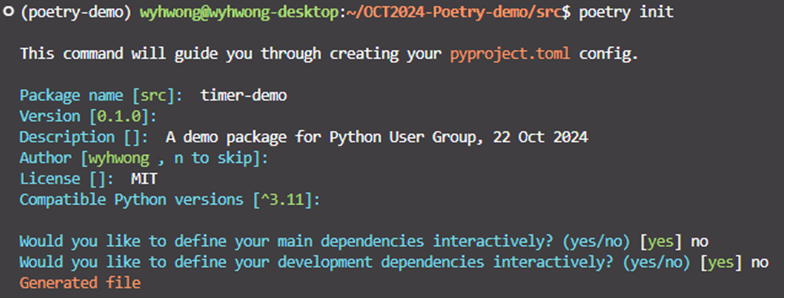 (poetry-demo) wyhwong@wyhwong-desktop:~/OCT2024-Poetry-demo/src$ poetry init
This command will guide you through creating your pyproject.toml config.
Package name [src]: timer-demo
Version [0.1.0]:
Description []: A demo package for Python User Group, 22 Oct 2024
Author [wyhwong , n to skip]:
License []: MIT
Compatible Python versions [^3.11]:
Would you like to define your main dependencies interactively? (yes/no) [yes] no
Would you like to define your development dependencies interactively? (yes/no) [yes] no
Generated file